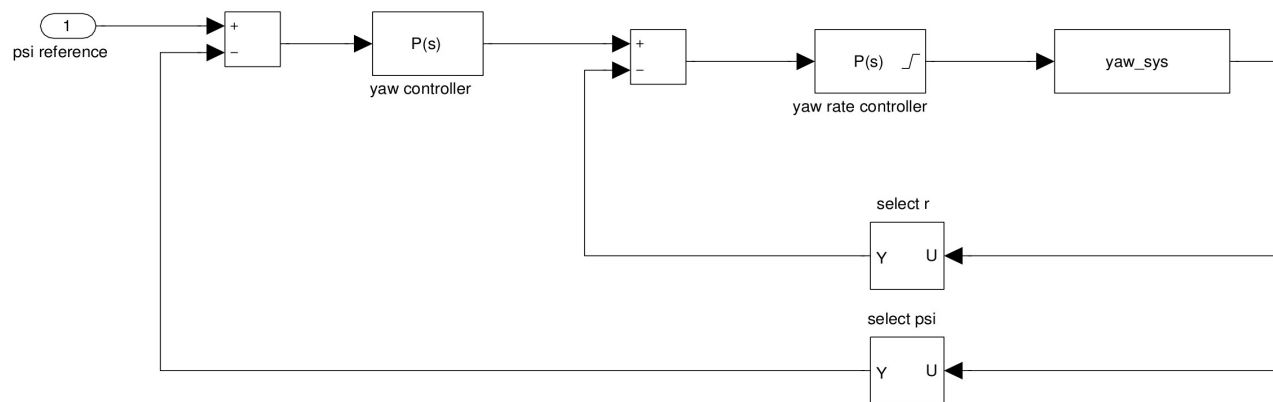 1
psi reference
+
−
P(s)
yaw controller
+
−
P(s)
yaw rate controller
yaw_sys
select r
Y U
select psi
Y U